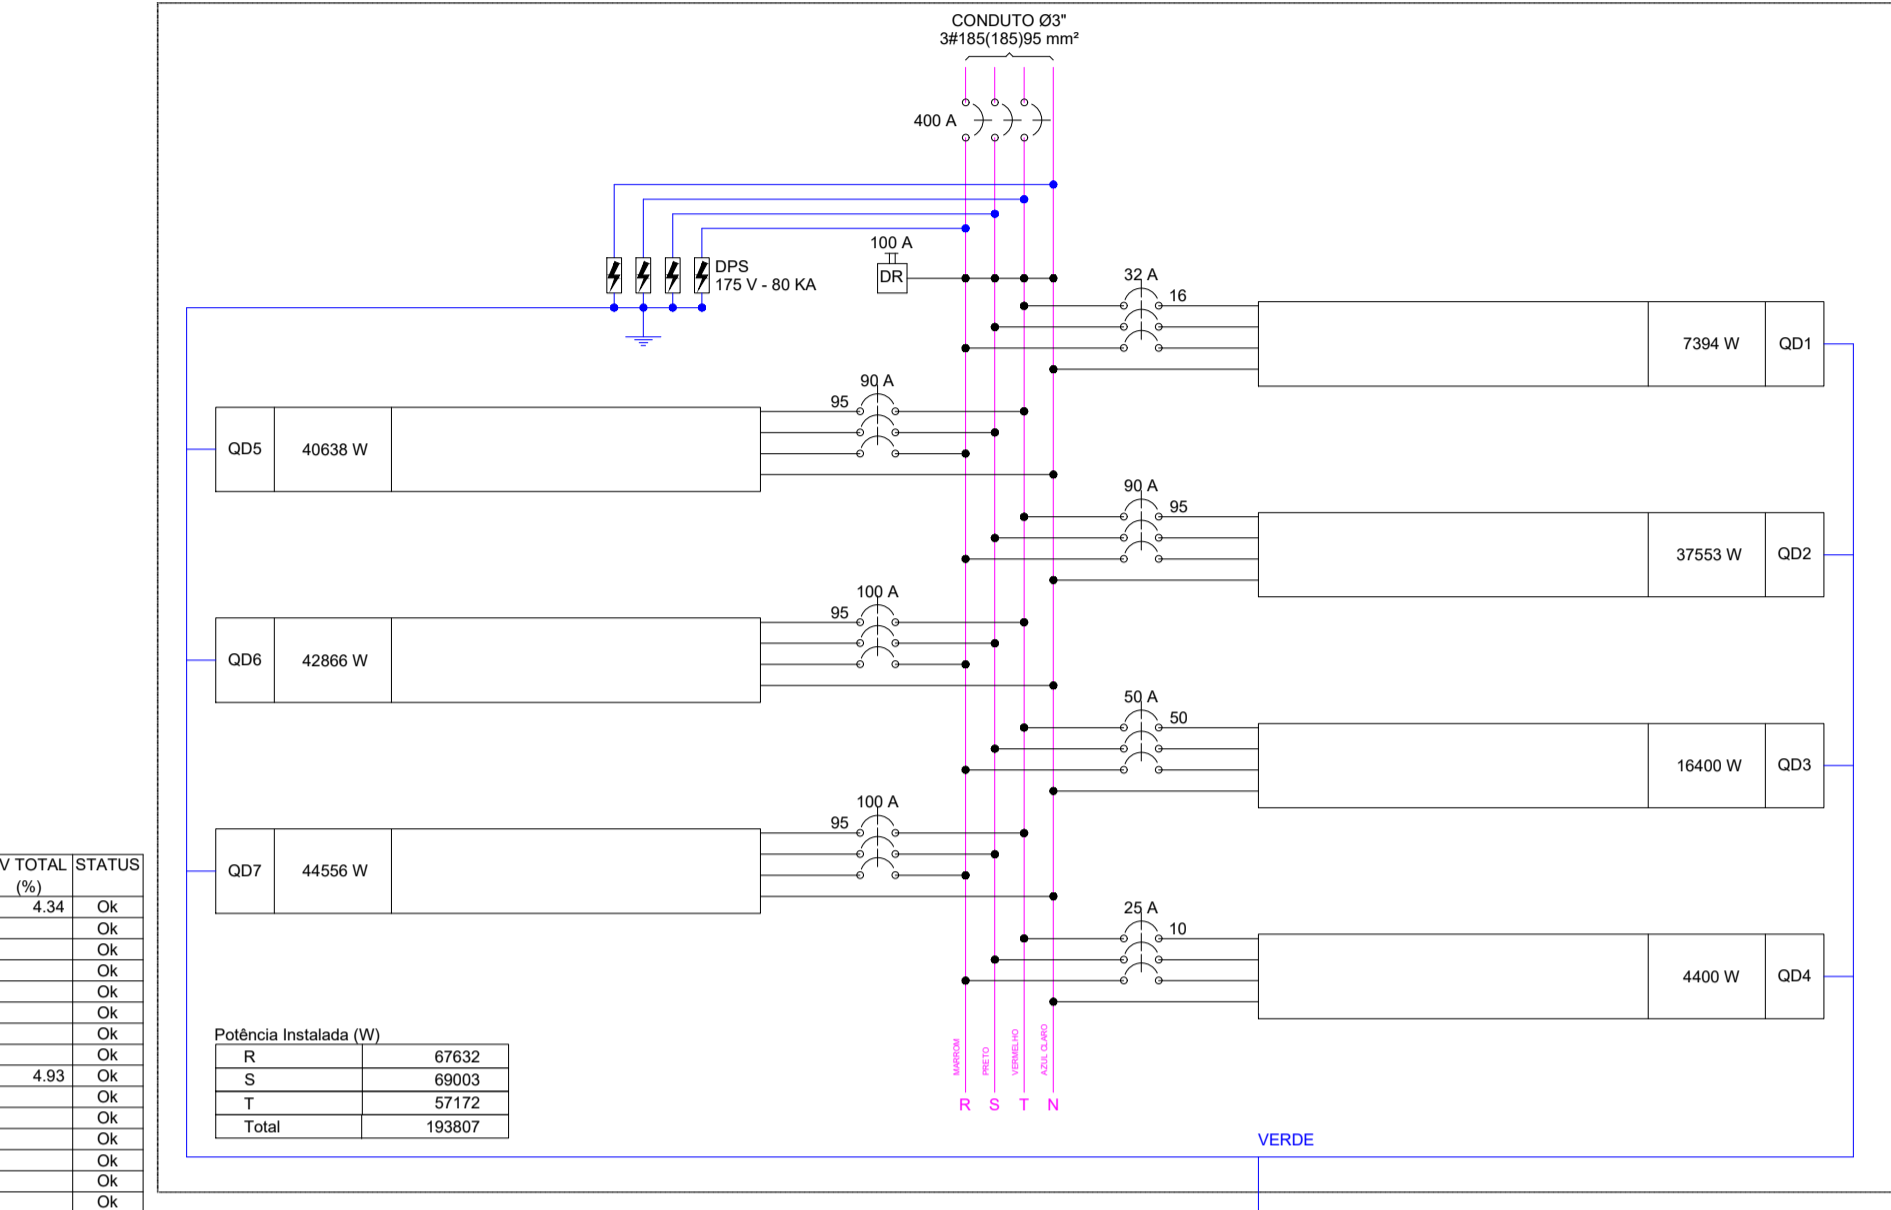 CONDUTO Ø3"
3#185(185)95 mm²
400 A
DPS
175 V - 80 KA
100 A
DR
32 A
16
7394 W
QD1
90 A
95
QD5
40638 W
90 A
95
37553 W
QD2
100 A
95
QD6
42866 W
50 A
50
16400 W
QD3
100 A
95
QD7
44556 W
25 A
10
4400 W
QD4
V TOTAL STATUS
(%)
4.34 Ok
Ok
Ok
Ok
Ok
Ok
Ok
Ok
4.93 Ok
Ok
Ok
Ok
Ok
Ok
Ok
Potência Instalada (W)
R 67632
S 69003
T 57172
Total 193807
MARROM
PRETO
VERMELHO
AZUL CLARO
R S T N
VERDE